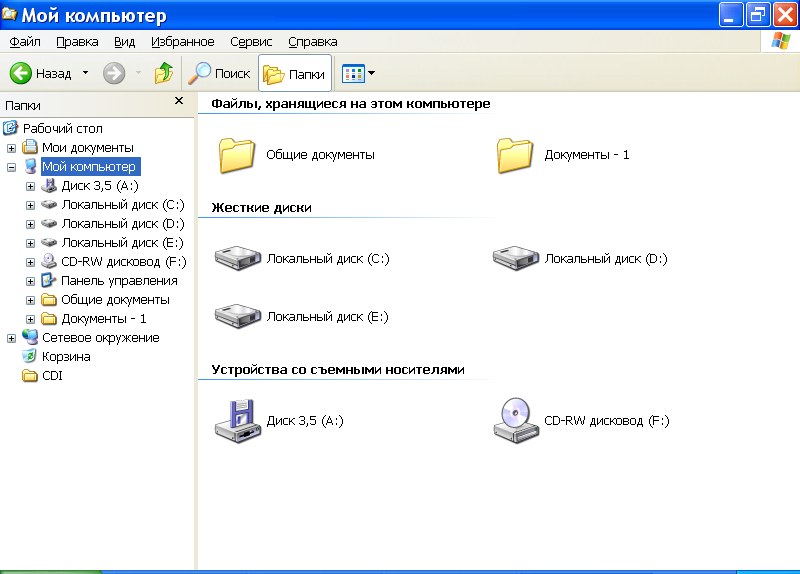 Мой компьютер
Файл Правка Вид Избранное Сервис Справка
Назад Поиск Папки
Папки
Рабочий стол
Мои документы
Мой компьютер
Диск 3,5 (A:)
Локальный диск (C:)
Локальный диск (D:)
Локальный диск (E:)
CD-RW дисковод (F:)
Панель управления
Общие документы
Документы - 1
Сетевое окружение
Корзина
CDI
Файлы, хранящиеся на этом компьютере
Общие документы Документы - 1
Жесткие диски
Локальный диск (C:) Локальный диск (D:)
Локальный диск (E:)
Устройства со съемными носителями
Диск 3,5 (A:) CD-RW дисковод (F:)